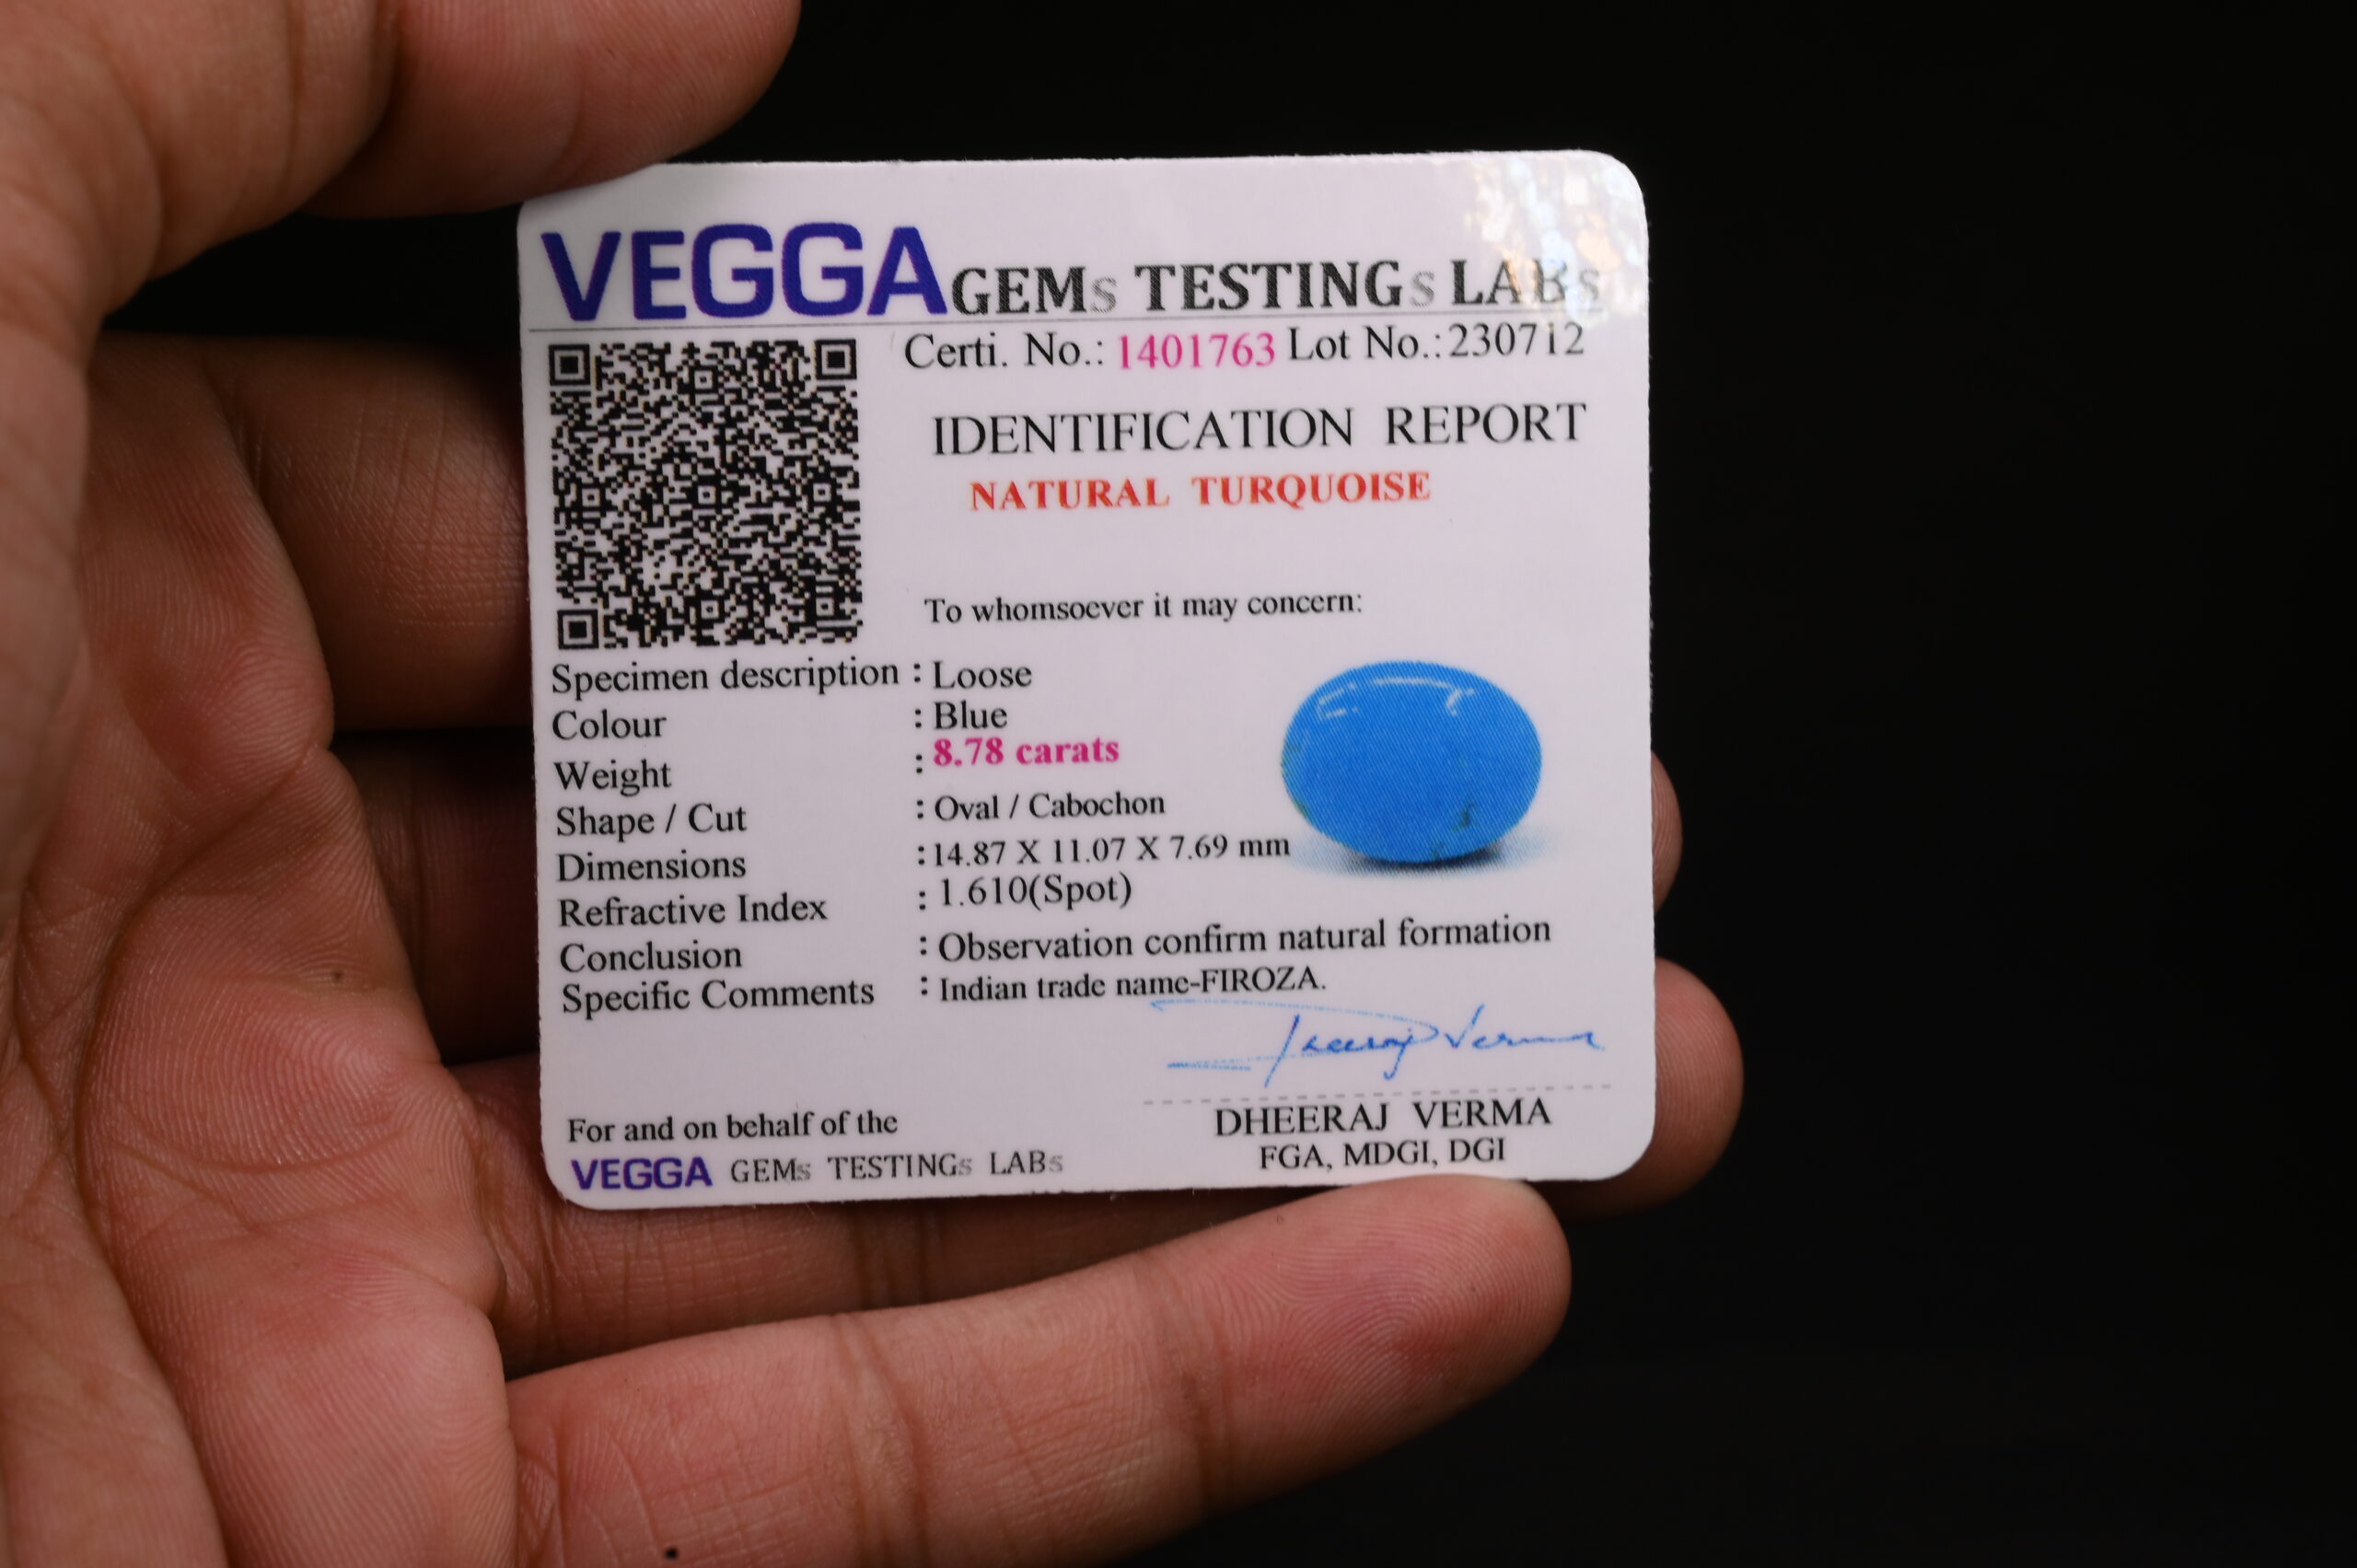 VEGGA GEMs TESTINGs LABs
Certi. No.: 1401763 Lot No.:230712
IDENTIFICATION REPORT
NATURAL TURQUOISE
To whomsoever it may concern:
Specimen description : Loose
Colour : Blue
Weight : 8.78 carats
Shape / Cut : Oval / Cabochon
Dimensions : 14.87 X 11.07 X 7.69 mm
Refractive Index : 1.610(Spot)
Conclusion : Observation confirm natural formation
Specific Comments : Indian trade name-FIROZA.
Dheeraj Verma
For and on behalf of the
VEGGA GEMs TESTINGs LABs
DHEERAJ VERMA
FGA, MDGI, DGI